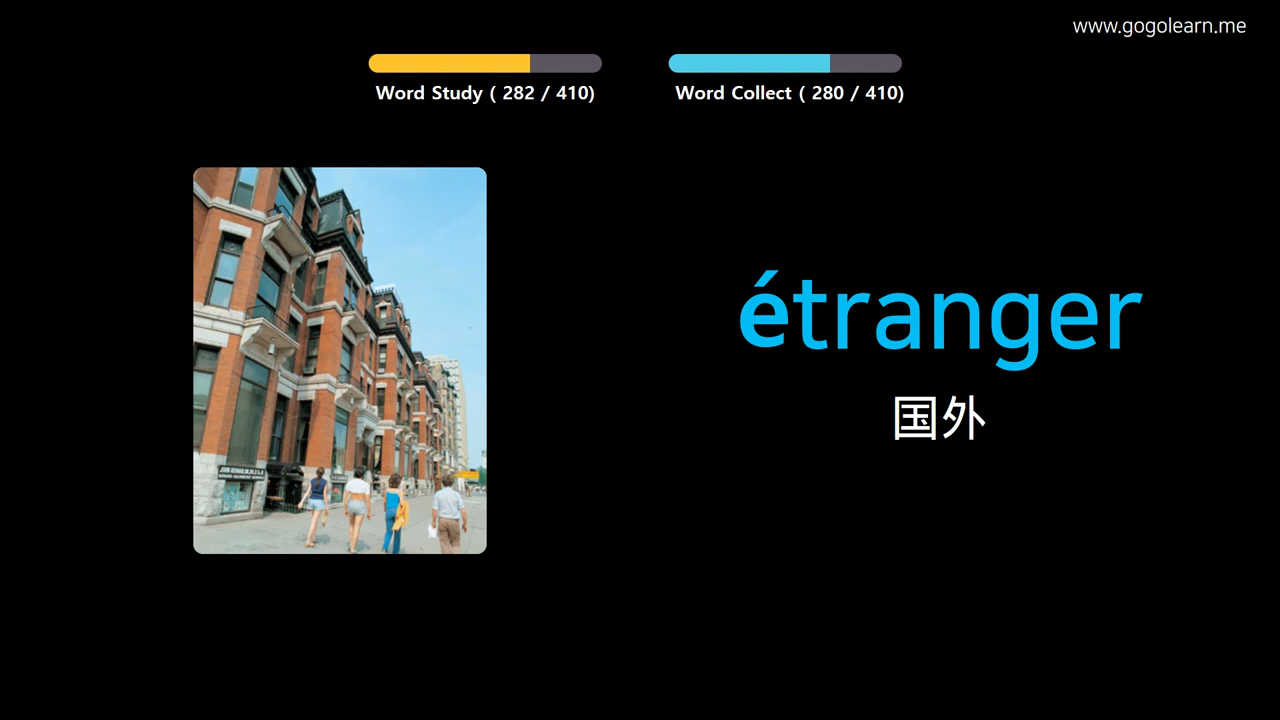 www.gogolearn.me
Word Study ( 282 / 410)
Word Collect ( 280 / 410)
étranger
国外